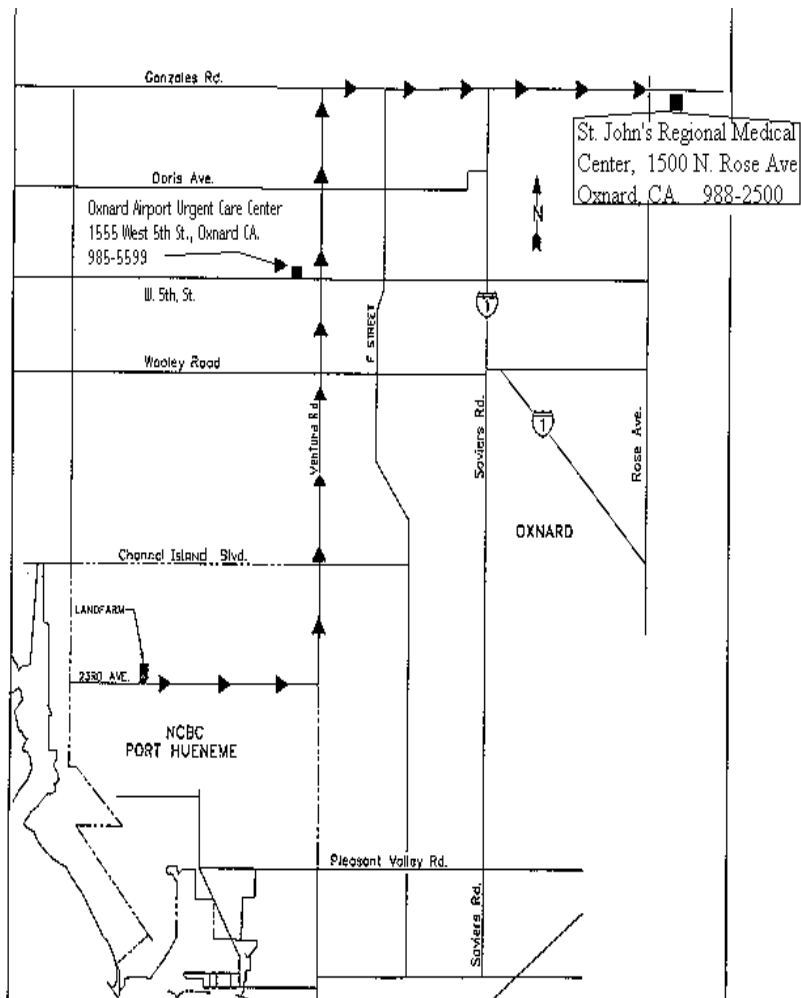 Gonzales Rd.
St. John's Regional Medical
Center, 1500 N. Rose Ave
Oxnard, CA. 988-2500
Doris Ave.
Oxnard Airport Urgent Care Center
1555 West 5th St., Oxnard CA.
985-5599
N
W. 5th, St.
1
F STREET
Wooley Road
Ventura Rd
Saviers Rd.
1
Rose Ave.
OXNARD
Channel Island Blvd.
LANDFARM
23RD AVE.
NCBC
PORT HUENEME
Pleasant Valley Rd.
Saviers Rd.